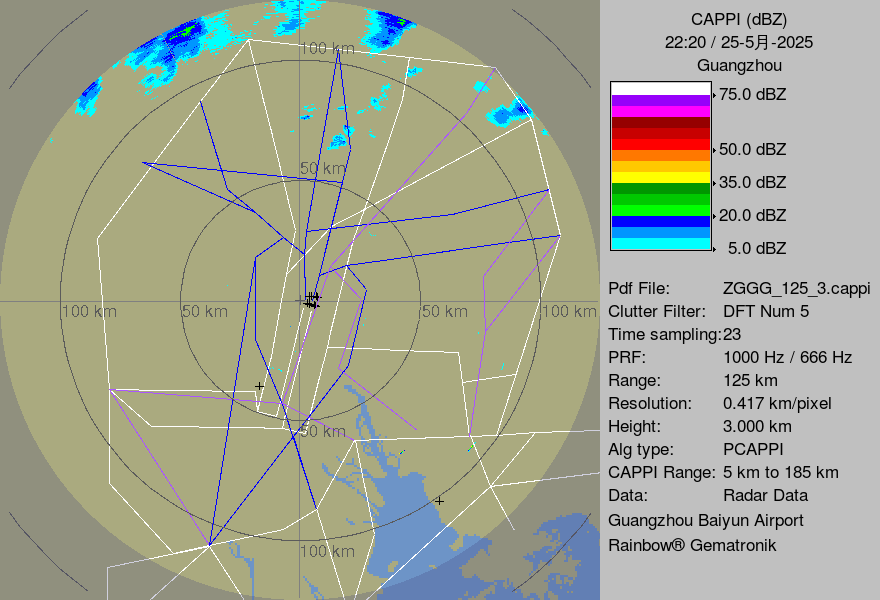 CAPPI (dBZ)
22:20 / 25-5月-2025
Guangzhou
75.0 dBZ
50.0 dBZ
35.0 dBZ
20.0 dBZ
5.0 dBZ
Pdf File: ZGGG_125_3.cappi
Clutter Filter: DFT Num 5
Time sampling:23
PRF: 1000 Hz / 666 Hz
Range: 125 km
Resolution: 0.417 km/pixel
Height: 3.000 km
Alg type: PCAPPI
CAPPI Range: 5 km to 185 km
Data: Radar Data
Guangzhou Baiyun Airport
Rainbow® Gematronik
100 km
50 km
100 km 50 km 50 km 100 km
50 km
100 km